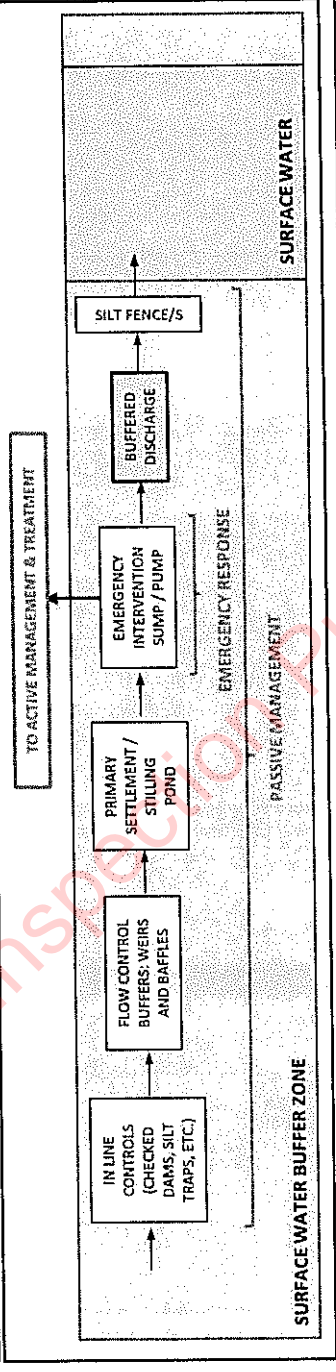 TO ACTIVE MANAGEMENT & TREATMENT
IN LINE
CONTROLS
(CHECKED
DAMS, SILT
TRAPS, ETC.)
FLOW CONTROL
BUFFERS: WEIRS
AND BAFFLES
PRIMARY
SETTLEMENT /
STILLING
POND
EMERGENCY
INTERVENTION
SUMP / PUMP
BUFFERED
DISCHARGE
SILT FENCE/S
EMERGENCY RESPONSE
PASSIVE MANAGEMENT
SURFACE WATER BUFFER ZONE
SURFACE WATER
nspection P